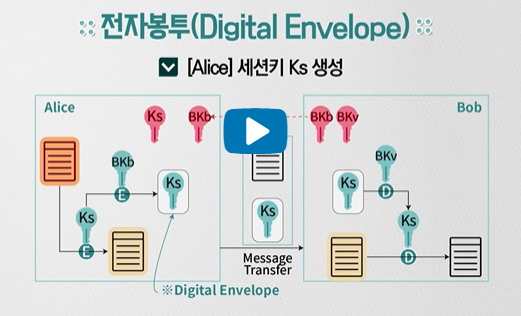 전자봉투(Digital Envelope)
[Alice] 세션키 Ks 생성
Alice
Bob
Ks
BKb
BKb
BKv
BKb
Ks
E
Ks
E
Ks
Ks
BKv
D
Ks
D
Message
Transfer
※Digital Envelope